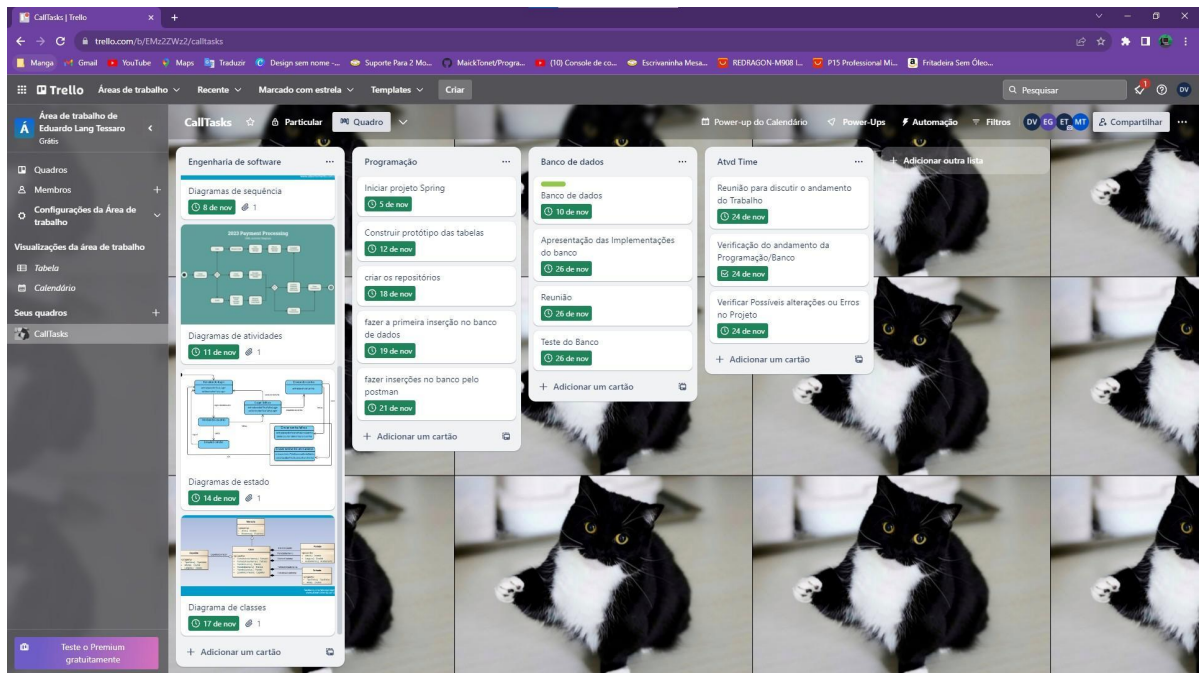 CallTasks | Trello
trello.com/b/EMz2ZWz2/calltasks
Manga
Gmail
YouTube
Maps
Traduzir
Design sem nome -...
Suporte Para 2 Mo...
MaickTonet/Progra...
(10) Console de co...
Escrivaninha Mesa...
REDRAGON-M908 I...
P15 Professional Mi...
Fritadeira Sem Óleo...
Trello
Áreas de trabalho
Recente
Marcado com estrela
Templates
Criar
Pesquisar
DV
Á
Área de trabalho de
Eduardo Lang Tessaro
Grátis
Quadros
Membros
Configurações da Área de
trabalho
Visualizações da área de trabalho
Tabela
Calendário
Seus quadros
CallTasks
Teste o Premium
gratuitamente
CallTasks
Particular
Quadro
Power-up do Calendário
Power-Ups
Automação
Filtros
DV EG ET MT
Compartilhar
Engenharia de software
Diagramas de sequência
8 de nov 1
2023 Payment Processing
Diagramas de atividades
11 de nov 1
Diagramas de estado
14 de nov 1
Diagrama de classes
17 de nov 1
+ Adicionar um cartão
Programação
Iniciar projeto Spring
5 de nov
Construir protótipo das tabelas
12 de nov
criar os repositórios
18 de nov
fazer a primeira inserção no banco
de dados
19 de nov
fazer inserções no banco pelo
postman
21 de nov
+ Adicionar um cartão
Banco de dados
Banco de dados
10 de nov
Apresentação das Implementações
do banco
26 de nov
Reunião
26 de nov
Teste do Banco
26 de nov
+ Adicionar um cartão
Atvd Time
Reunião para discutir o andamento
do Trabalho
24 de nov
Verificação do andamento da
Programação/Banco
24 de nov
Verificar Possíveis alterações ou Erros
no Projeto
24 de nov
+ Adicionar um cartão
+ Adicionar outra lista